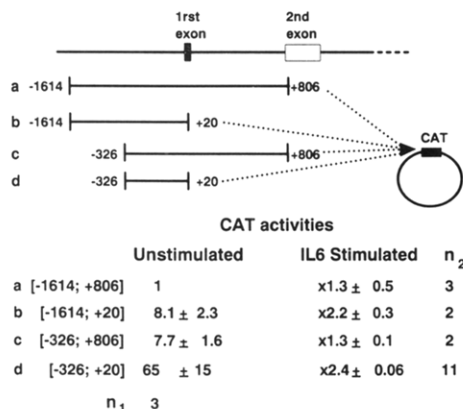 1rst exon
2nd exon
a -1614 +806
b -1614 +20
c -326 +806
d -326 +20
CAT
CAT activities
Unstimulated IL6 Stimulated n2
a [-1614; +806] 1 x1.3 ± 0.5 3
b [-1614; +20] 8.1 ± 2.3 x2.2 ± 0.3 2
c [-326; +806] 7.7 ± 1.6 x1.3 ± 0.1 2
d [-326; +20] 65 ± 15 x2.4 ± 0.06 11
n1 3